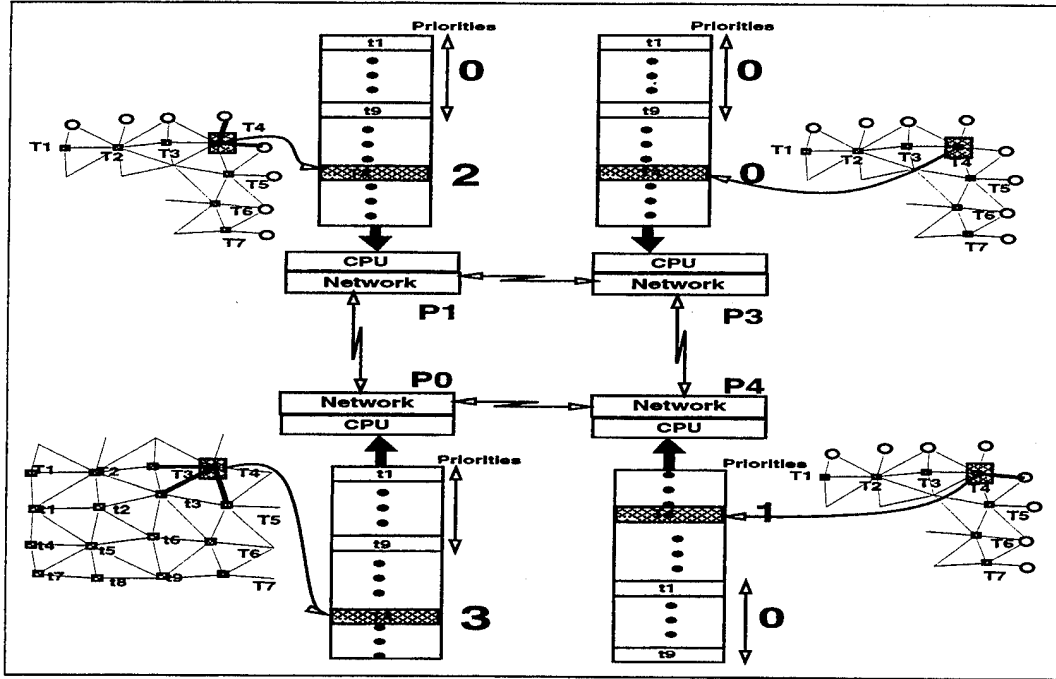 Priorities
t1
0
t9
2
CPU
Network
P1
T1
T2
T3
T4
T5
T6
T7
Priorities
t1
0
t9
0
CPU
Network
P3
T1
T2
T3
T4
T5
T6
T7
P0
Network
CPU
Priorities
t1
t9
3
T1
T2
T3
T4
t1
t2
t3
T5
t4
t5
t6
T6
t7
t8
t9
T7
P4
Network
CPU
Priorities
1
t1
0
t9
T1
T2
T3
T4
T5
T6
T7